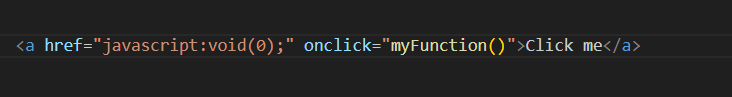 <a href="javascript:void(0);" onclick="myFunction()">Click me</a>